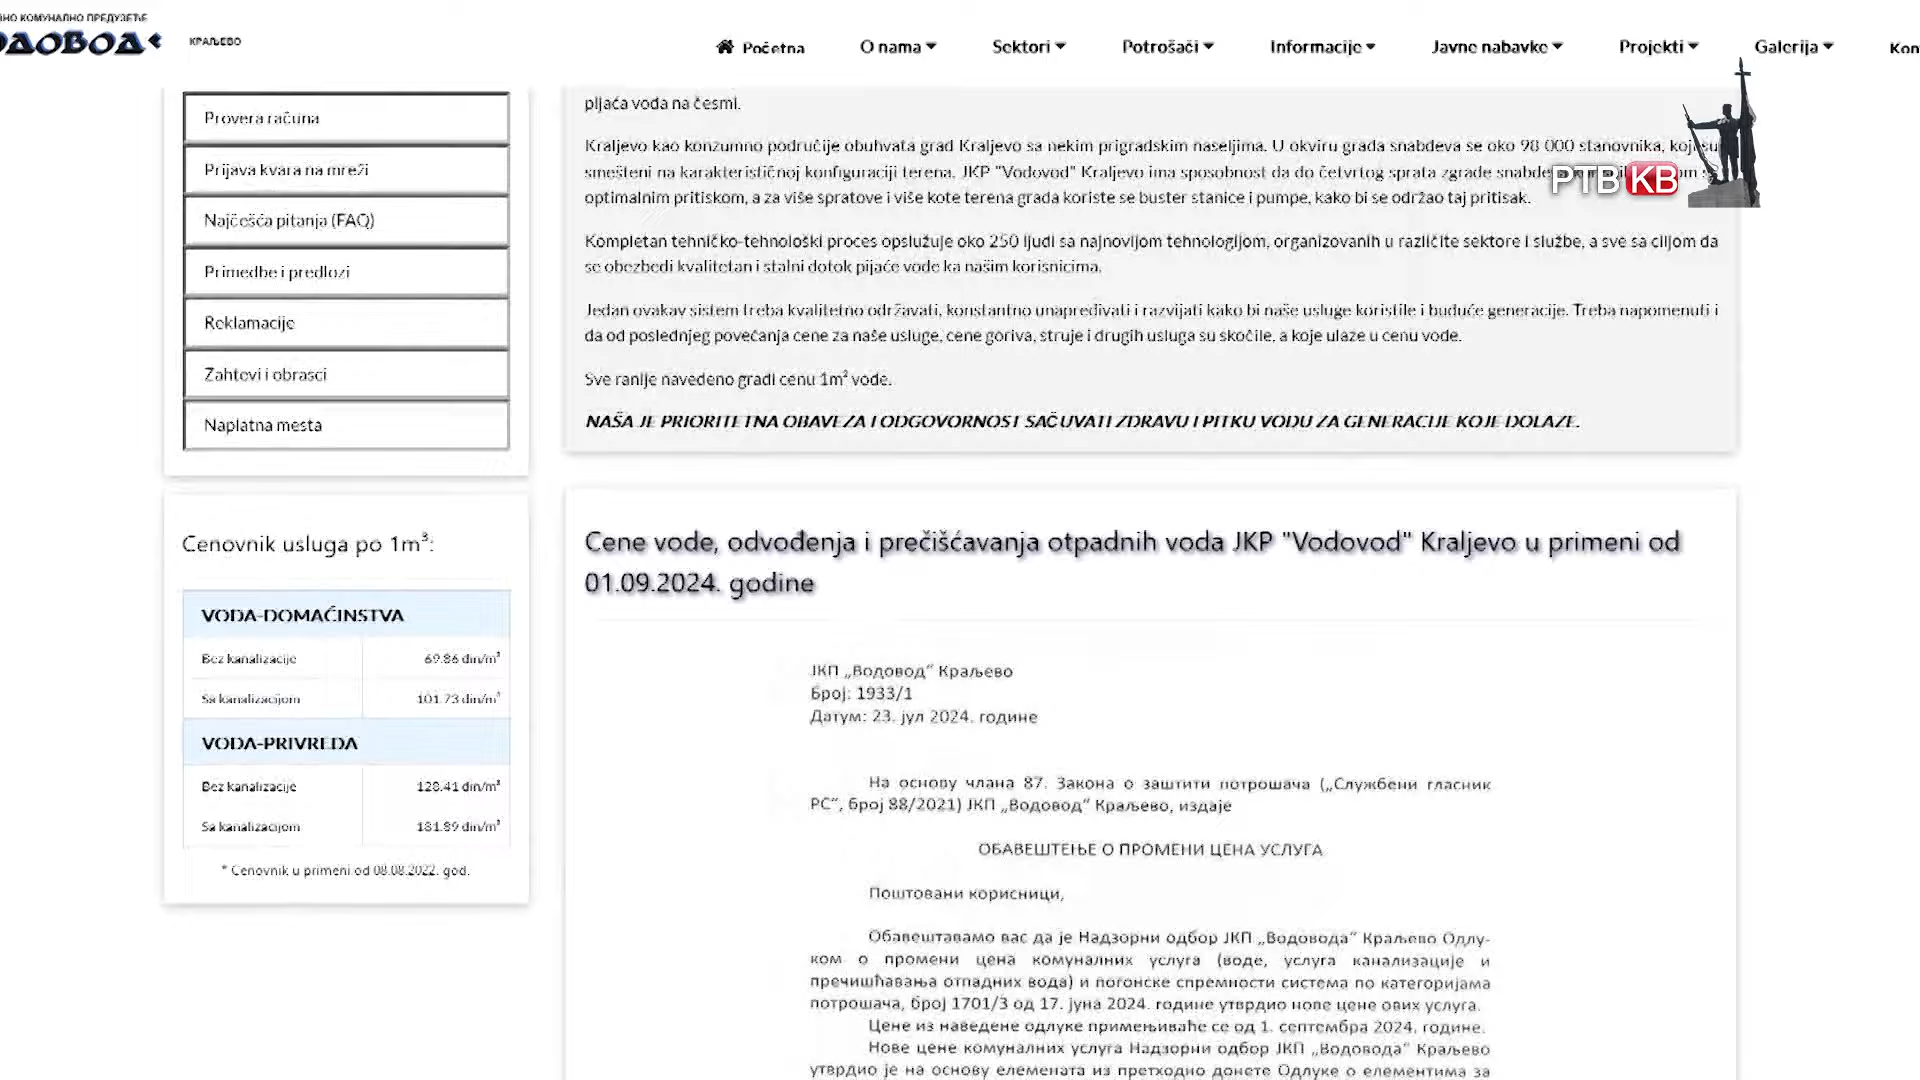 ВНО КОМУНАЛНО ПРЕДУЗЕЋЕ
ОДОВОД
КРАЉЕВО
Početna
O nama
Sektori
Potrošači
Informacije
Javne nabavke
Projekti
Galerija
Kon
Provera računa
Prijava kvara na mreži
Najčešća pitanja (FAQ)
Primedbe i predlozi
Reklamacije
Zahtevi i obrasci
Naplatna mesta
Cenovnik usluga po 1m³:
VODA-DOMAĆINSTVA
Bez kanalizacije 69.86 din/m³
Sa kanalizacijom 101.73 din/m³
VODA-PRIVREDA
Bez kanalizacije 128.41 din/m³
Sa kanalizacijom 181.89 din/m³
* Cenovnik u primeni od 08.08.2022. god.
pijaća voda na česmi.
Kraljevo kao konzumno područije obuhvata grad Kraljevo sa nekim prigradskim naseljima. U okviru grada snabdeva se oko 98 000 stanovnika, koji su
smešteni na karakterističnoj konfiguraciji terena. JKP "Vodovod" Kraljevo ima sposobnost da do četvrtog sprata zgrade snabde
optimalnim pritiskom, a za više spratove i više kote terena grada koriste se buster stanice i pumpe, kako bi se održao taj pritisak.
Kompletan tehničko-tehnološki proces opslužuje oko 250 ljudi sa najnovijom tehnologijom, organizovanih u različite sektore i službe, a sve sa ciljom da
se obezbedi kvalitetan i stalni dotok pijaće vode ka našim korisnicima.
Jedan ovakav sistem treba kvalitetno održavati, konstantno unapređivati i razvijati kako bi naše usluge koristile i buduće generacije. Treba napomenuti i
da od poslednjeg povećanja cene za naše usluge, cene goriva, struje i drugih usluga su skočile, a koje ulaze u cenu vode.
Sve ranije navedeno gradi cenu 1m³ vode.
NAŠA JE PRIORITETNA OBAVEZA I ODGOVORNOST SAČUVATI ZDRAVU I PITKU VODU ZA GENERACIJE KOJE DOLAZE.
РТВ КВ
Cene vode, odvođenja i prečišćavanja otpadnih voda JKP "Vodovod" Kraljevo u primeni od
01.09.2024. godine
ЈКП „Водовод“ Краљево
Број: 1933/1
Датум: 23. јул 2024. године
На основу члана 87. Закона о заштити потрошача („Службени гласник
РС“, број 88/2021) ЈКП „Водовод“ Краљево, издаје
ОБАВЕШТЕЊЕ О ПРОМЕНИ ЦЕНА УСЛУГА
Поштовани корисници,
Обавештавамо вас да је Надзорни одбор ЈКП „Водовода“ Краљево Одлу-
ком о промени цена комуналних услуга (воде, услуга канализације и
пречишћавања отпадних вода) и погонске спремности система по категоријама
потрошача, број 1701/3 од 17. јуна 2024. године утврдио нове цене ових услуга.
Цене из наведене одлуке примењиваће се од 1. септембра 2024. године.
Нове цене комуналних услуга Надзорни одбор ЈКП „Водовода“ Краљево
утврдио је на основу елемената из претходно донете Одлуке о елементима за